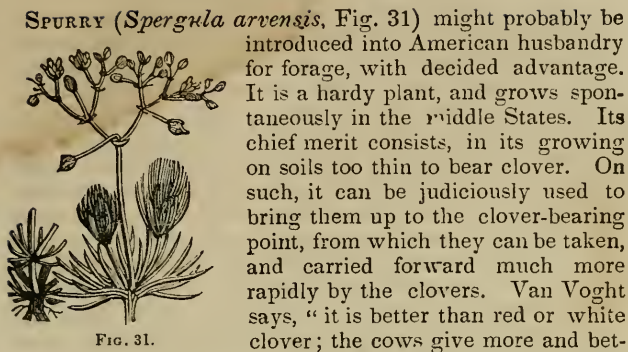 SPURRY (Spergula arvensis, Fig. 31) might probably be
introduced into American husbandry
for forage, with decided advantage.
It is a hardy plant, and grows spon-
taneously in the middle States. Its
chief merit consists, in its growing
on soils too thin to bear clover. On
such, it can be judiciously used to
bring them up to the clover-bearing
point, from which they can be taken,
and carried forward much more
rapidly by the clovers. Van Voght
says, “ it is better than red or white
clover; the cows give more and bet-
FIG. 31.